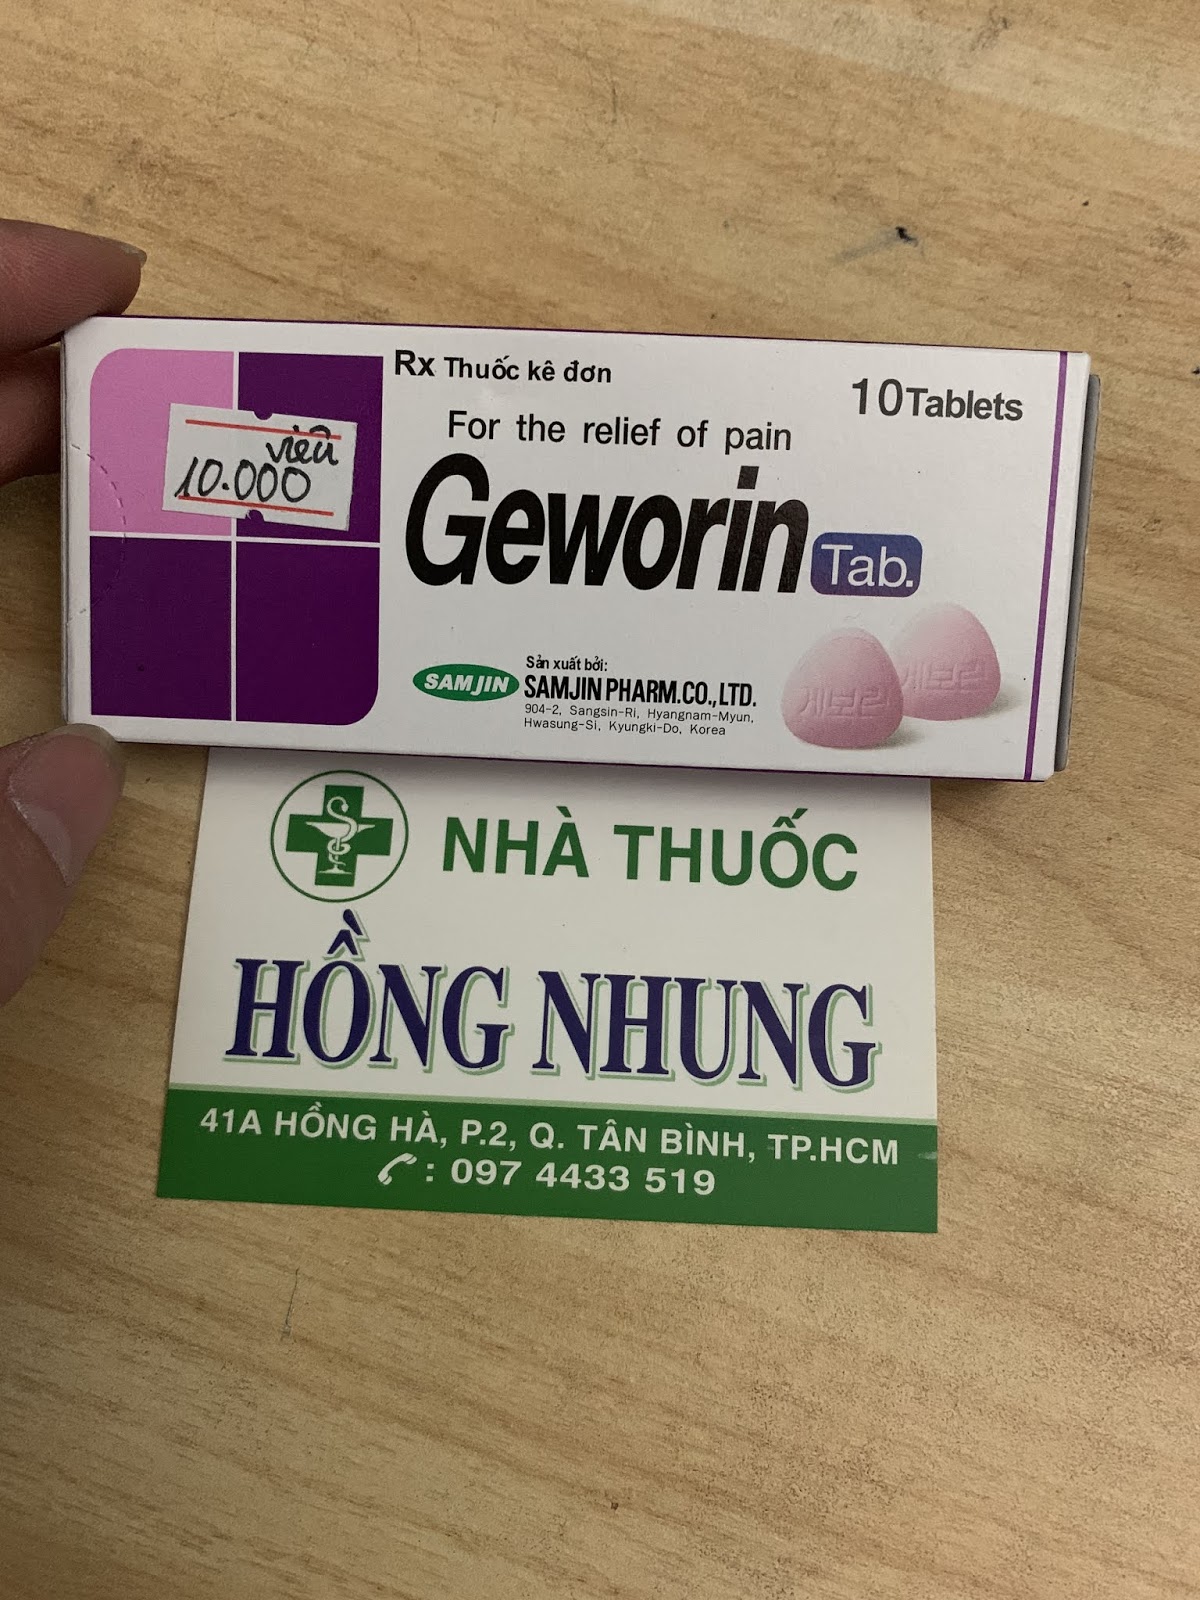 Rx Thuốc kê đơn
10 Tablets
For the relief of pain
viên
10.000
Geworin Tab.
Sản xuất bởi:
SAMJIN
SAMJIN PHARM.CO.,LTD.
904-2, Sangsin-Ri, Hyangnam-Myun,
Hwasung-Si, Kyungki-Do, Korea
게보린
게보린
NHÀ THUỐC
HỒNG NHUNG
41A HỒNG HÀ, P.2, Q. TÂN BÌNH, TP.HCM
: 097 4433 519